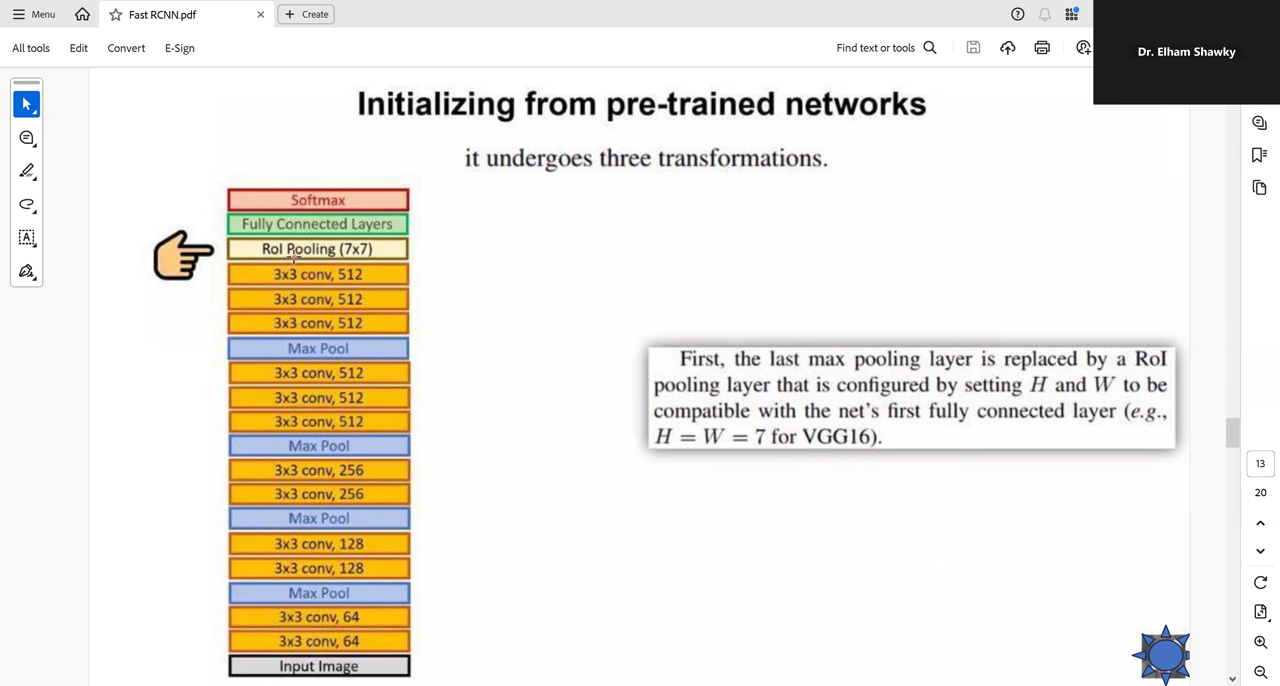 Menu
Fast RCNN.pdf
Create
All tools
Edit
Convert
E-Sign
Find text or tools
Dr. Elham Shawky
Initializing from pre-trained networks
it undergoes three transformations.
Softmax
Fully Connected Layers
RoI Pooling (7x7)
3x3 conv, 512
3x3 conv, 512
3x3 conv, 512
Max Pool
3x3 conv, 512
3x3 conv, 512
3x3 conv, 512
Max Pool
3x3 conv, 256
3x3 conv, 256
Max Pool
3x3 conv, 128
3x3 conv, 128
Max Pool
3x3 conv, 64
3x3 conv, 64
Input Image
First, the last max pooling layer is replaced by a RoI
pooling layer that is configured by setting H and W to be
compatible with the net's first fully connected layer (e.g.,
H = W = 7 for VGG16).
13
20